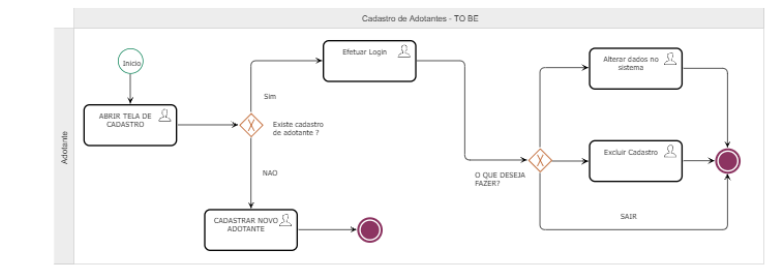 Cadastro de Adotantes - TO BE
Adotante
Inicio
ABRIR TELA DE
CADASTRO
Sim
Existe cadastro
de adotante ?
NAO
Efetuar Login
CADASTRAR NOVO
ADOTANTE
O QUE DESEJA
FAZER?
Alterar dados no
sistema
Excluir Cadastro
SAIR